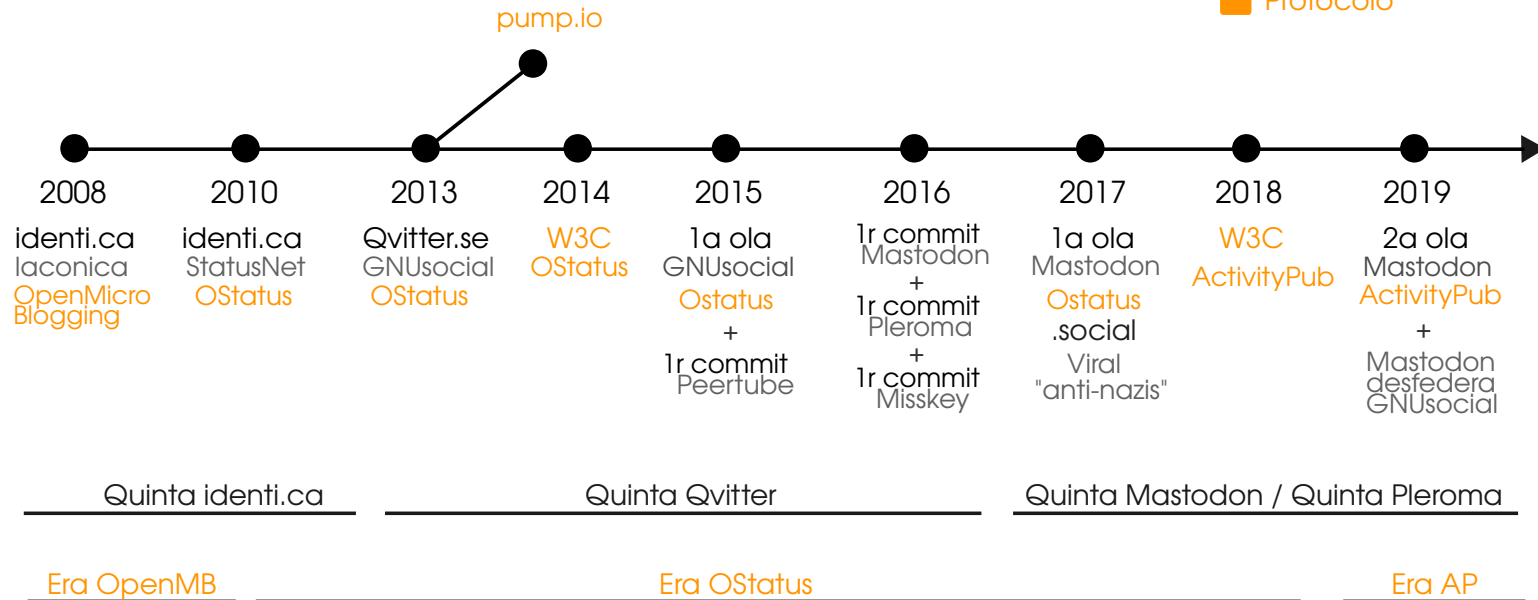 pump.io
Protocolo
2008
identi.ca
laconica
OpenMicro
Blogging
2010
identi.ca
StatusNet
OStatus
2013
Qvitter.se
GNUsocial
OStatus
2014
W3C
OStatus
2015
1a ola
GNUsocial
Ostatus
+
1r commit
Peertube
2016
1r commit
Mastodon
+
1r commit
Pleroma
+
1r commit
Misskey
2017
1a ola
Mastodon
Ostatus
.social
Viral
"anti-nazis"
2018
W3C
ActivityPub
2019
2a ola
Mastodon
ActivityPub
+
Mastodon
desfedera
GNUsocial
Quinta identi.ca
Quinta Qvitter
Quinta Mastodon / Quinta Pleroma
Era OpenMB
Era OStatus
Era AP